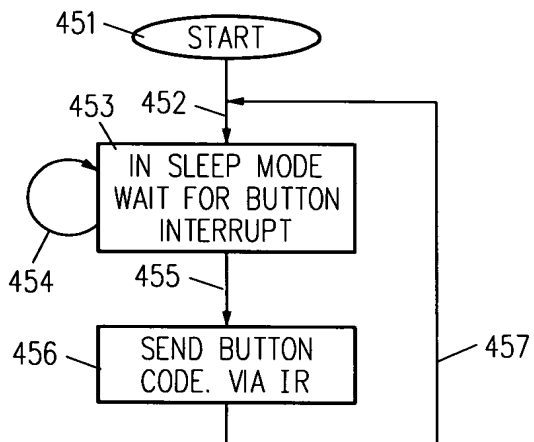 451
START
452
453
IN SLEEP MODE
WAIT FOR BUTTON
INTERRUPT
454
455
456
SEND BUTTON
CODE. VIA IR
457